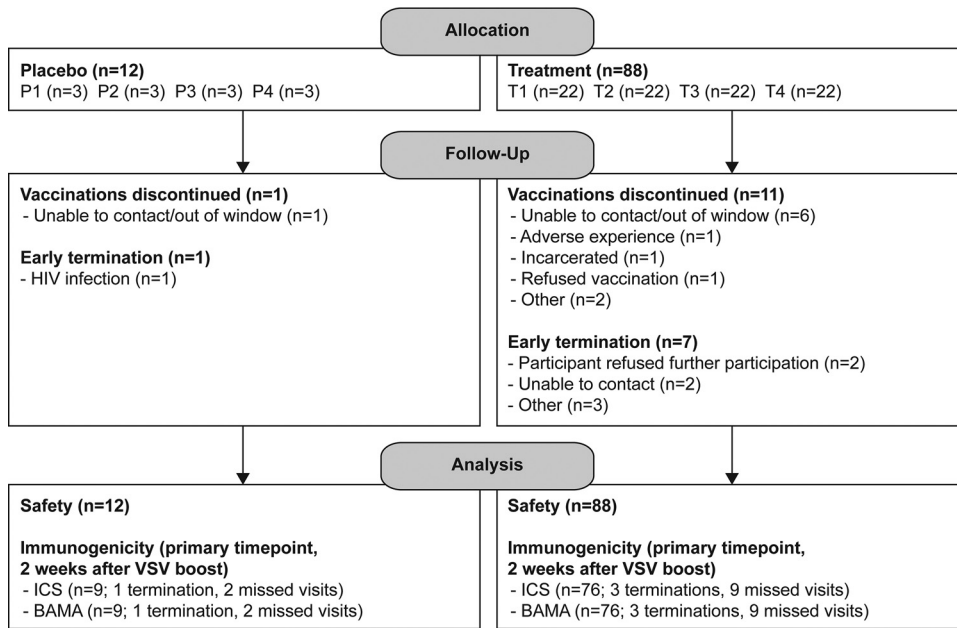 Allocation
Placebo (n=12)
P1 (n=3) P2 (n=3) P3 (n=3) P4 (n=3)
Treatment (n=88)
T1 (n=22) T2 (n=22) T3 (n=22) T4 (n=22)
Follow-Up
Vaccinations discontinued (n=1)
- Unable to contact/out of window (n=1)
Early termination (n=1)
- HIV infection (n=1)
Vaccinations discontinued (n=11)
- Unable to contact/out of window (n=6)
- Adverse experience (n=1)
- Incarcerated (n=1)
- Refused vaccination (n=1)
- Other (n=2)
Early termination (n=7)
- Participant refused further participation (n=2)
- Unable to contact (n=2)
- Other (n=3)
Analysis
Safety (n=12)
Immunogenicity (primary timepoint,
2 weeks after VSV boost)
- ICS (n=9; 1 termination, 2 missed visits)
- BAMA (n=9; 1 termination, 2 missed visits)
Safety (n=88)
Immunogenicity (primary timepoint,
2 weeks after VSV boost)
- ICS (n=76; 3 terminations, 9 missed visits)
- BAMA (n=76; 3 terminations, 9 missed visits)